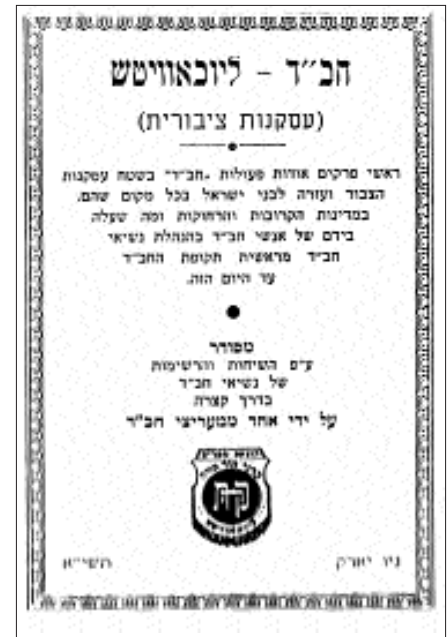 חב״ד – ליובאוויטש
(עסקנות ציבורית)
ראשי פרקים אודות פעולות „חב״ד״ בשטח עסקנות
הצבור ועזרה לבני ישראל בכל מקום שהם,
במדינות הקרובות והרחוקות ומה שעלה
בידם של אנשי חב״ד בהנהלת נשיאי
חב״ד מראשית תקופת החב״ד
עד היום הזה.
מסודר
ע״פ השיחות והרשימות
של נשיאי חב״ד
בדרך קצרה
על ידי אחד ממעריצי חב״ד
קה״ת
ניו יארק
תשי״א